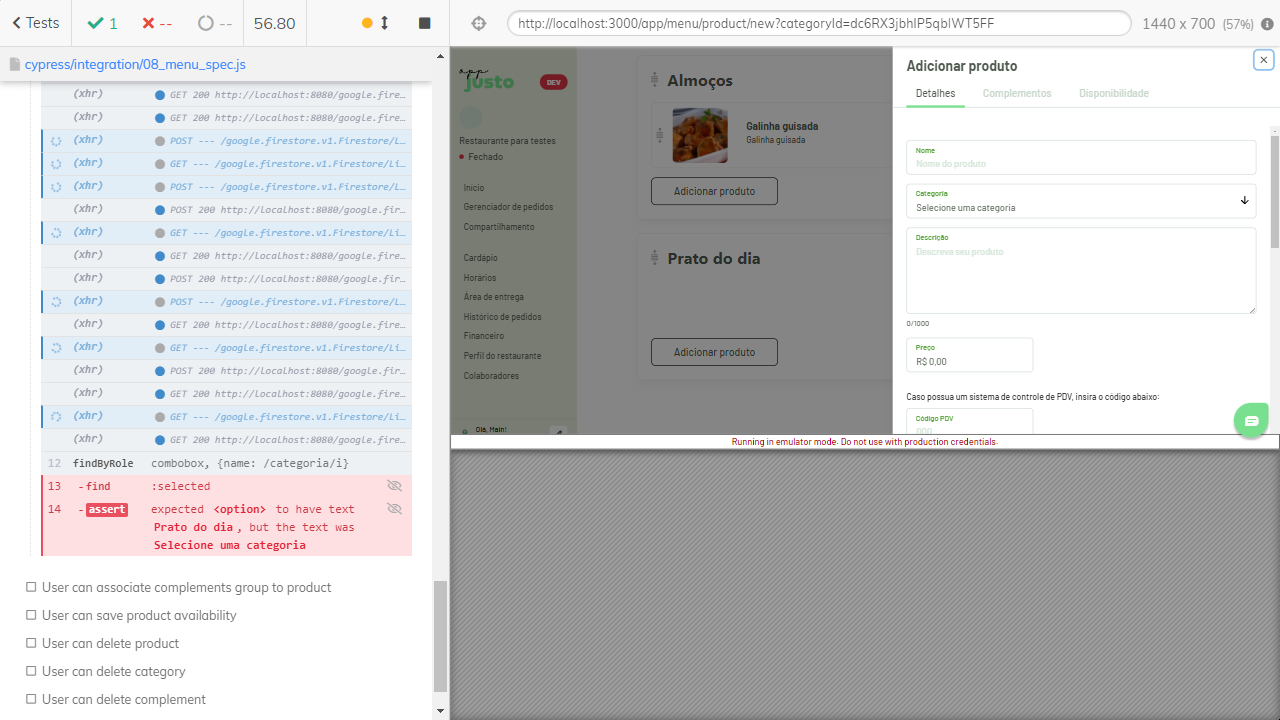 Tests
1
--
--
56.80
http://localhost:3000/app/menu/product/new?categoryId=dc6RX3jbhIP5qbIWT5FF
1440 x 700 (57%)
cypress/integration/08_menu_spec.js
(xhr) GET 200 http://localhost:8080/google.fire...
(xhr) GET 200 http://localhost:8080/google.fire...
(xhr) POST --- /google.firestore.v1.Firestore/L...
(xhr) GET --- /google.firestore.v1.Firestore/Li...
(xhr) POST --- /google.firestore.v1.Firestore/L...
(xhr) POST 200 http://localhost:8080/google.fir...
(xhr) GET --- /google.firestore.v1.Firestore/Li...
(xhr) GET 200 http://localhost:8080/google.fire...
(xhr) POST 200 http://localhost:8080/google.fir...
(xhr) POST --- /google.firestore.v1.Firestore/L...
(xhr) GET 200 http://localhost:8080/google.fire...
(xhr) GET --- /google.firestore.v1.Firestore/Li...
(xhr) POST 200 http://localhost:8080/google.fir...
(xhr) GET 200 http://localhost:8080/google.fire...
(xhr) GET --- /google.firestore.v1.Firestore/Li...
(xhr) GET 200 http://localhost:8080/google.fire...
12 findByRole combobox, {name: /categoria/i}
13 -find :selected
14 -assert expected <option> to have text
Prato do dia, but the text was
Selecione uma categoria
User can associate complements group to product
User can save product availability
User can delete product
User can delete category
User can delete complement
app
justo
DEV
Restaurante para testes
Fechado
Início
Gerenciador de pedidos
Compartilhamento
Cardápio
Horários
Área de entrega
Histórico de pedidos
Financeiro
Perfil do restaurante
Colaboradores
Olá, Main!
Almoços
Galinha guisada
Galinha guisada
Adicionar produto
Prato do dia
Adicionar produto
Adicionar produto
Detalhes
Complementos
Disponibilidade
Nome
Nome do produto
Categoria
Selecione uma categoria
Descrição
Descreva seu produto
0/1000
Preço
R$ 0,00
Caso possua um sistema de controle de PDV, insira o código abaixo:
Código PDV
000
Running in emulator mode. Do not use with production credentials.